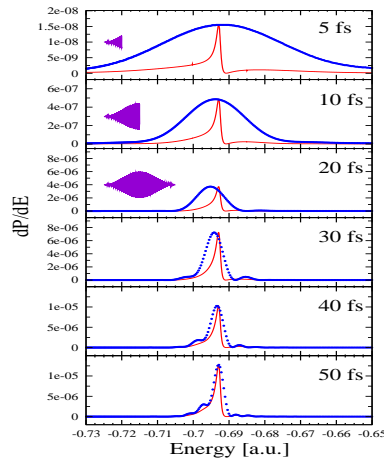 2e-08
1.5e-08
1e-08
5e-09
0
5 fs
6e-07
4e-07
2e-07
0
10 fs
8e-06
6e-06
4e-06
2e-06
0
20 fs
8e-06
6e-06
4e-06
2e-06
0
30 fs
1e-05
5e-06
0
40 fs
1e-05
5e-06
0
50 fs
dP/dE
-0.73 -0.72 -0.71 -0.7 -0.69 -0.68 -0.67 -0.66 -0.65
Energy [a.u.]